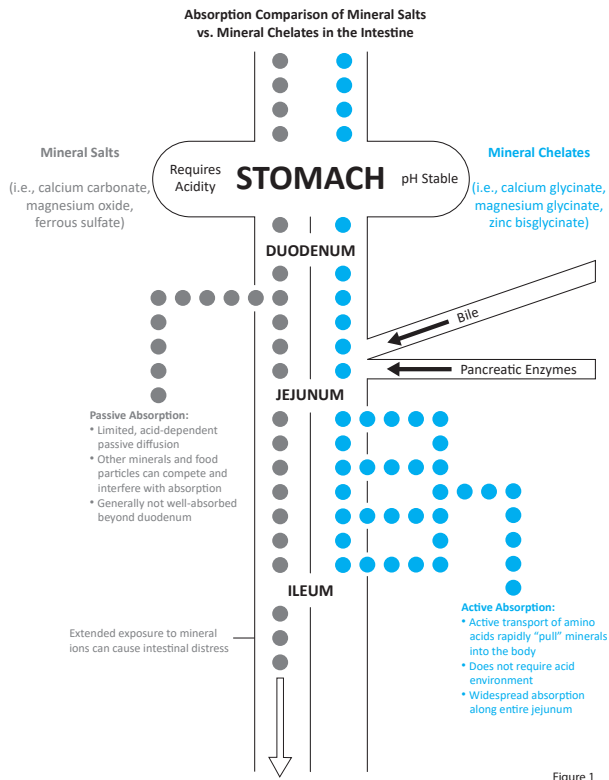 Absorption Comparison of Mineral Salts
vs. Mineral Chelates in the Intestine
Mineral Salts
(i.e., calcium carbonate,
magnesium oxide,
ferrous sulfate)
Requires
Acidity
STOMACH
pH Stable
Mineral Chelates
(i.e., calcium glycinate,
magnesium glycinate,
zinc bisglycinate)
DUODENUM
Bile
Pancreatic Enzymes
JEJUNUM
Passive Absorption:
• Limited, acid-dependent
passive diffusion
• Other minerals and food
particles can compete and
interfere with absorption
• Generally not well-absorbed
beyond duodenum
ILEUM
Active Absorption:
• Active transport of amino
acids rapidly “pull” minerals
into the body
• Does not require acid
environment
• Widespread absorption
along entire jejunum
Extended exposure to mineral
ions can cause intestinal distress
Figure 1